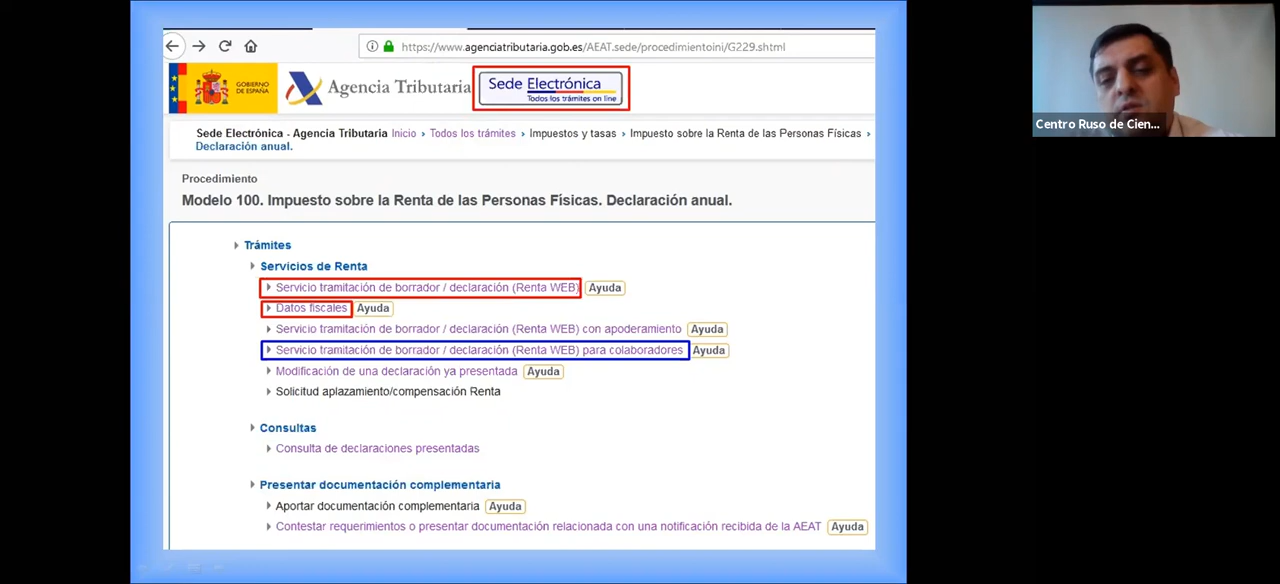 https://www.agenciatributaria.gob.es/AEAT.sede/procedimientoini/G229.shtml
GOBIERNO
DE ESPAÑA
Agencia Tributaria
Sede Electrónica
Todos los trámites on line
Centro Ruso de Cien...
Sede Electrónica - Agencia Tributaria Inicio › Todos los trámites › Impuestos y tasas › Impuesto sobre la Renta de las Personas Físicas ›
Declaración anual.
Procedimiento
Modelo 100. Impuesto sobre la Renta de las Personas Físicas. Declaración anual.
Trámites
Servicios de Renta
Servicio tramitación de borrador / declaración (Renta WEB) Ayuda
Datos fiscales Ayuda
Servicio tramitación de borrador / declaración (Renta WEB) con apoderamiento Ayuda
Servicio tramitación de borrador / declaración (Renta WEB) para colaboradores Ayuda
Modificación de una declaración ya presentada Ayuda
Solicitud aplazamiento/compensación Renta
Consultas
Consulta de declaraciones presentadas
Presentar documentación complementaria
Aportar documentación complementaria Ayuda
Contestar requerimientos o presentar documentación relacionada con una notificación recibida de la AEAT Ayuda